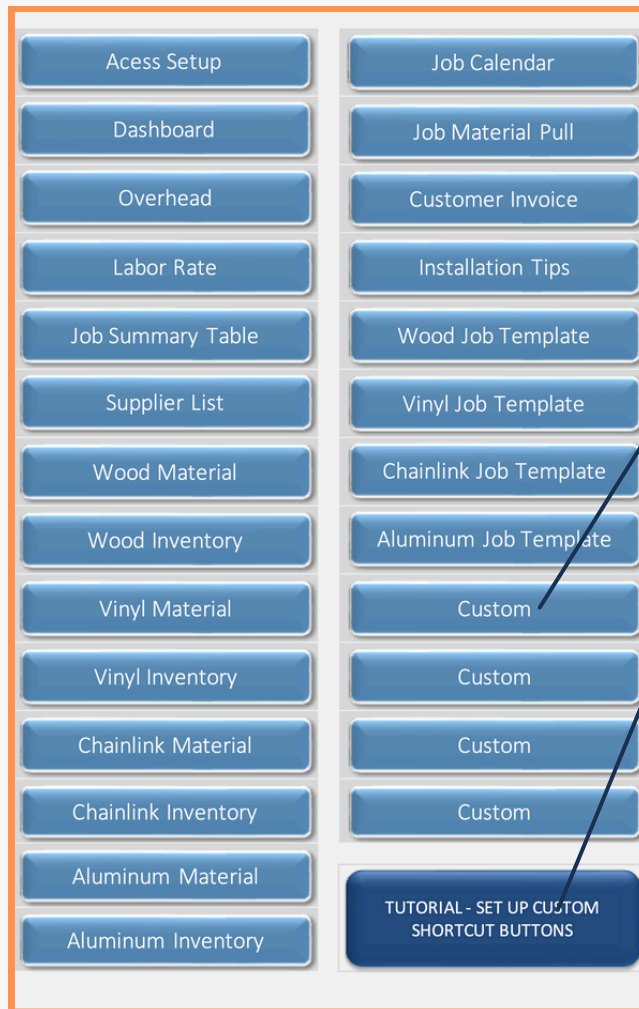 Acess Setup
Dashboard
Overhead
Labor Rate
Job Summary Table
Supplier List
Wood Material
Wood Inventory
Vinyl Material
Vinyl Inventory
Chainlink Material
Chainlink Inventory
Aluminum Material
Aluminum Inventory
Job Calendar
Job Material Pull
Customer Invoice
Installation Tips
Wood Job Template
Vinyl Job Template
Chainlink Job Template
Aluminum Job Template
Custom
Custom
Custom
Custom
TUTORIAL - SET UP CUSTOM
SHORTCUT BUTTONS